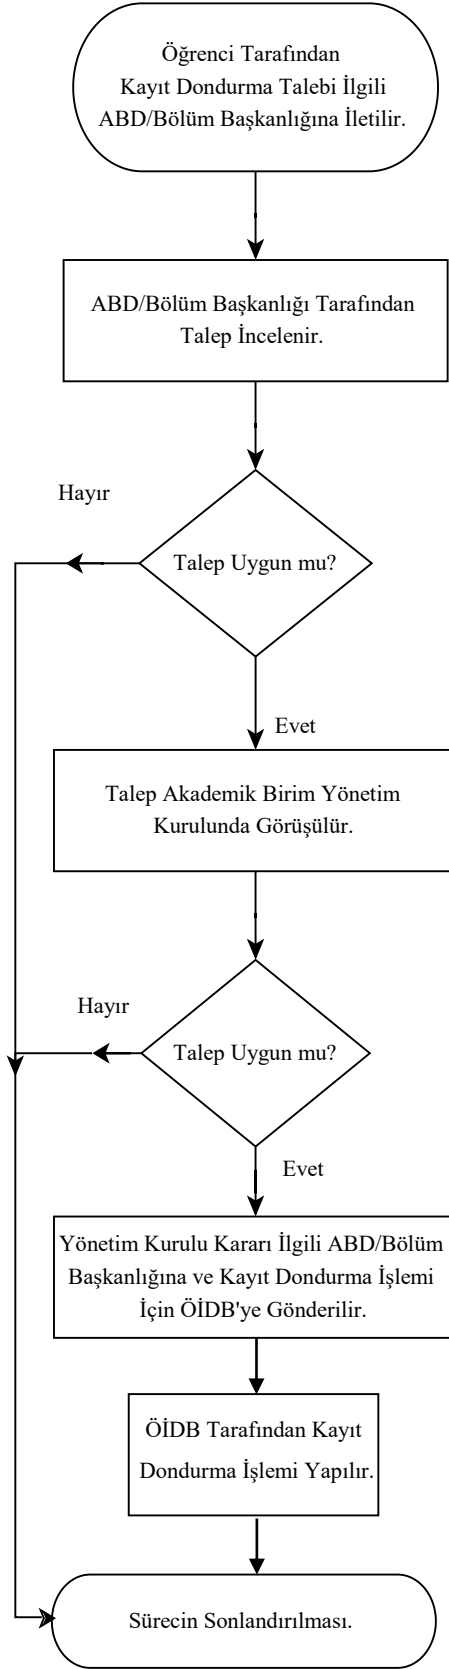 Öğrenci Tarafından
Kayıt Dondurma Talebi İlgili
ABD/Bölüm Başkanlığına İletilir.
ABD/Bölüm Başkanlığı Tarafından
Talep İncelenir.
Hayır
Talep Uygun mu?
Evet
Talep Akademik Birim Yönetim
Kurulunda Görüşülür.
Hayır
Talep Uygun mu?
Evet
Yönetim Kurulu Kararı İlgili ABD/Bölüm
Başkanlığına ve Kayıt Dondurma İşlemi
İçin ÖİDB'ye Gönderilir.
ÖİDB Tarafından Kayıt
Dondurma İşlemi Yapılır.
Sürecin Sonlandırılması.